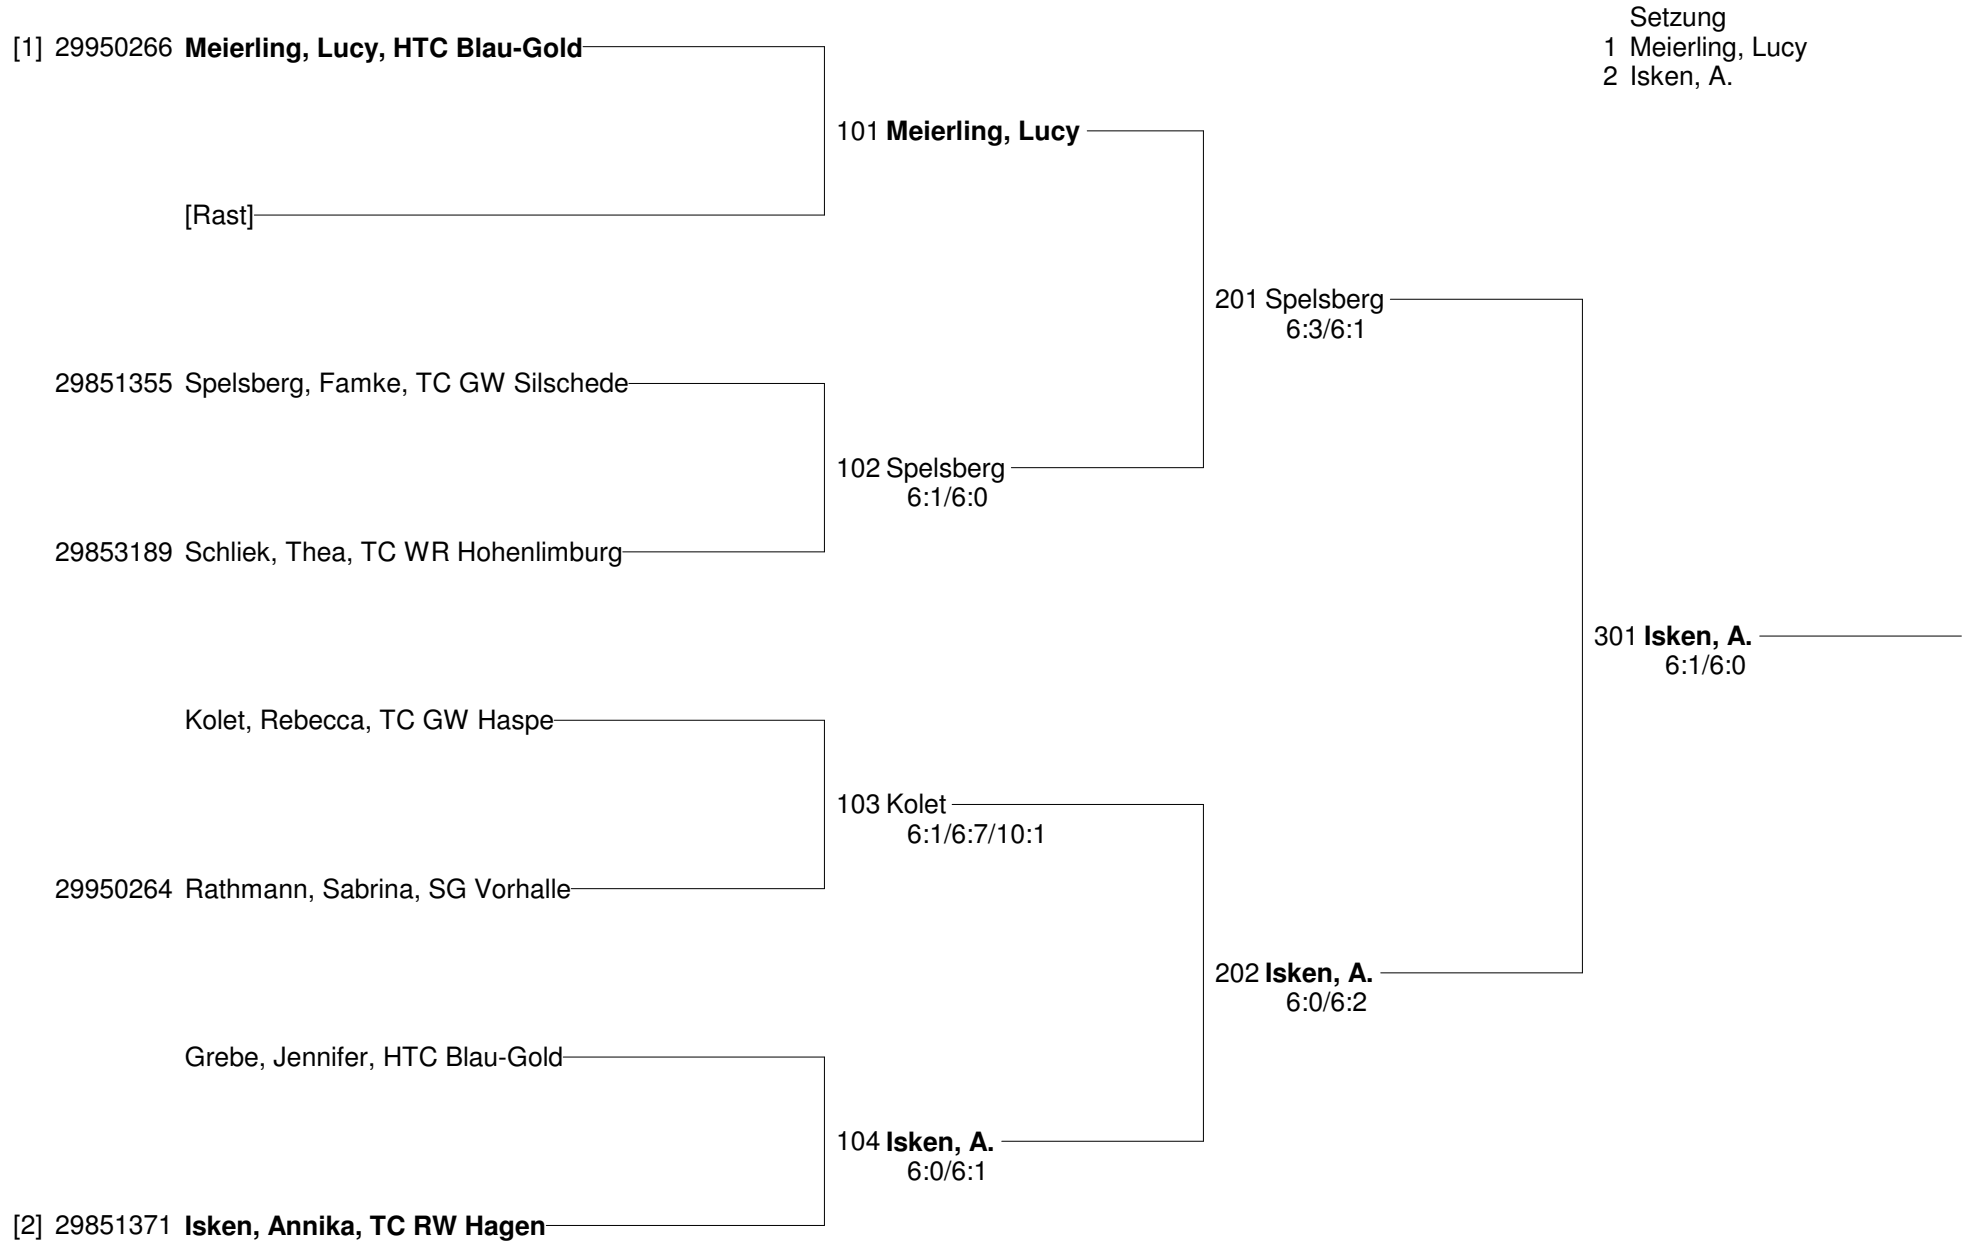 Setzung
1 Meierling, Lucy
2 Isken, A.
[1] 29950266 Meierling, Lucy, HTC Blau-Gold
101 Meierling, Lucy
[Rast]
201 Spelsberg
6:3/6:1
29851355 Spelsberg, Famke, TC GW Silschede
102 Spelsberg
6:1/6:0
29853189 Schliek, Thea, TC WR Hohenlimburg
301 Isken, A.
6:1/6:0
Kolet, Rebecca, TC GW Haspe
103 Kolet
6:1/6:7/10:1
29950264 Rathmann, Sabrina, SG Vorhalle
202 Isken, A.
6:0/6:2
Grebe, Jennifer, HTC Blau-Gold
104 Isken, A.
6:0/6:1
[2] 29851371 Isken, Annika, TC RW Hagen